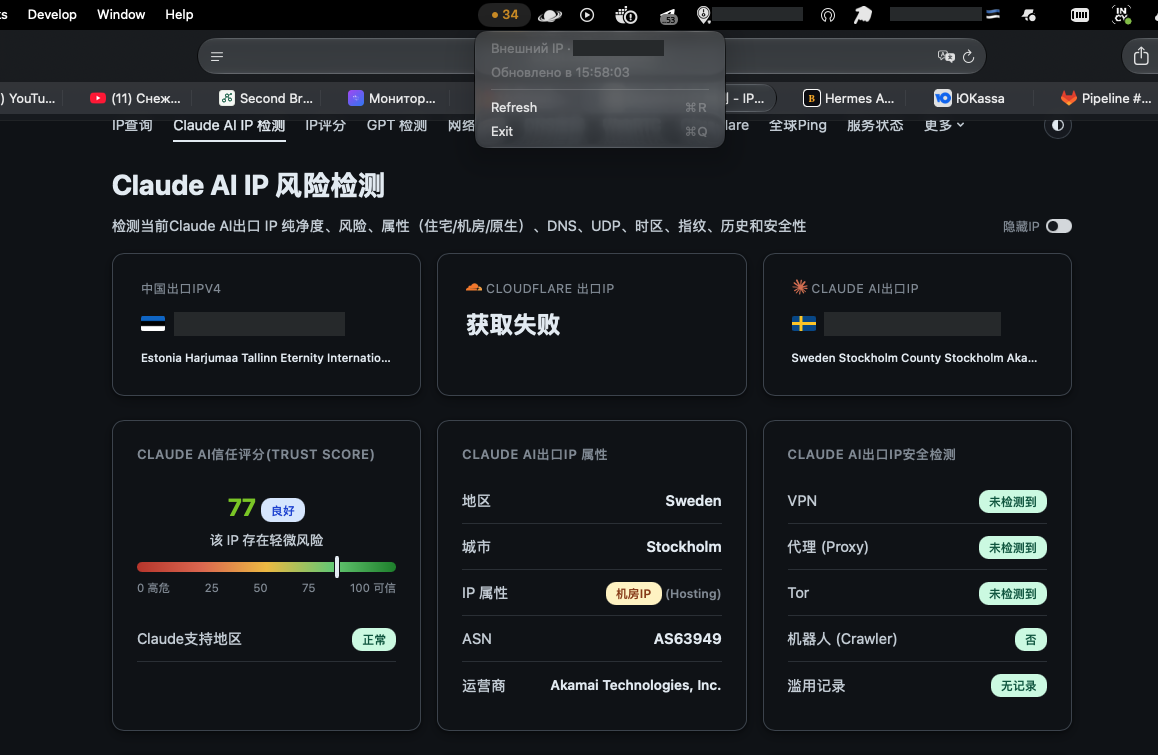 Develop Window Help 34 53
Внешний IP ·
Обновлено в 15:58:03
Refresh ⌘R
Exit ⌘Q
YouTu... (11) Снеж... Second Br... Монитор... - IP... Hermes A... ЮKassa Pipeline #...
IP查询 Claude AI IP 检测 IP评分 GPT 检测 网络 全球Ping 服务状态 更多
Claude AI IP 风险检测
检测当前Claude AI出口 IP 纯净度、风险、属性（住宅/机房/原生）、DNS、UDP、时区、指纹、历史和安全性
隐藏IP
中国出口IPV4
Estonia Harjumaa Tallinn Eternity Internatio...
CLOUDFLARE 出口IP
获取失败
CLAUDE AI出口IP
Sweden Stockholm County Stockholm Aka...
CLAUDE AI信任评分(TRUST SCORE)
77 良好
该 IP 存在轻微风险
0 高危 25 50 75 100 可信
Claude支持地区 正常
CLAUDE AI出口IP 属性
地区 Sweden
城市 Stockholm
IP 属性 机房IP (Hosting)
ASN AS63949
运营商 Akamai Technologies, Inc.
CLAUDE AI出口IP安全检测
VPN 未检测到
代理 (Proxy) 未检测到
Tor 未检测到
机器人 (Crawler) 否
滥用记录 无记录